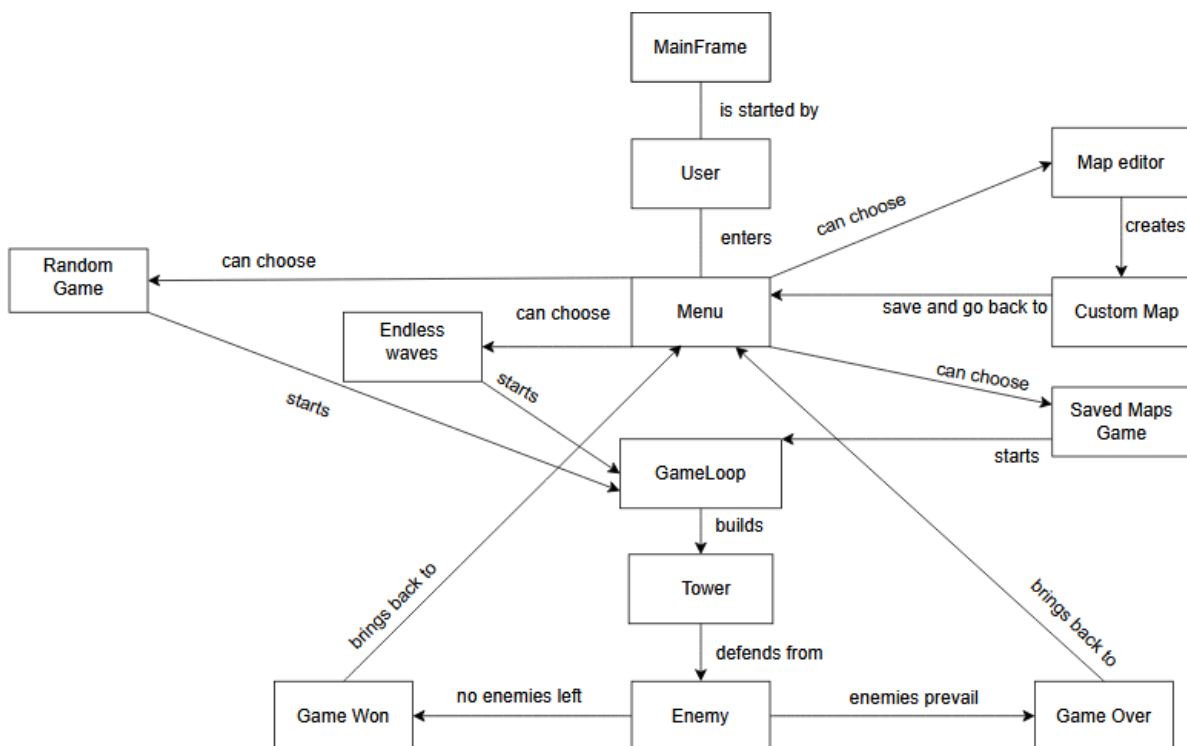 MainFrame
is started by
User
Map editor
can choose
enters
creates
Random
Game
can choose
Menu
save and go back to
Custom Map
can choose
Endless
waves
starts
can choose
Saved Maps
Game
starts
starts
GameLoop
builds
Tower
brings back to
brings back to
defends from
Game Won
no enemies left
Enemy
enemies prevail
Game Over